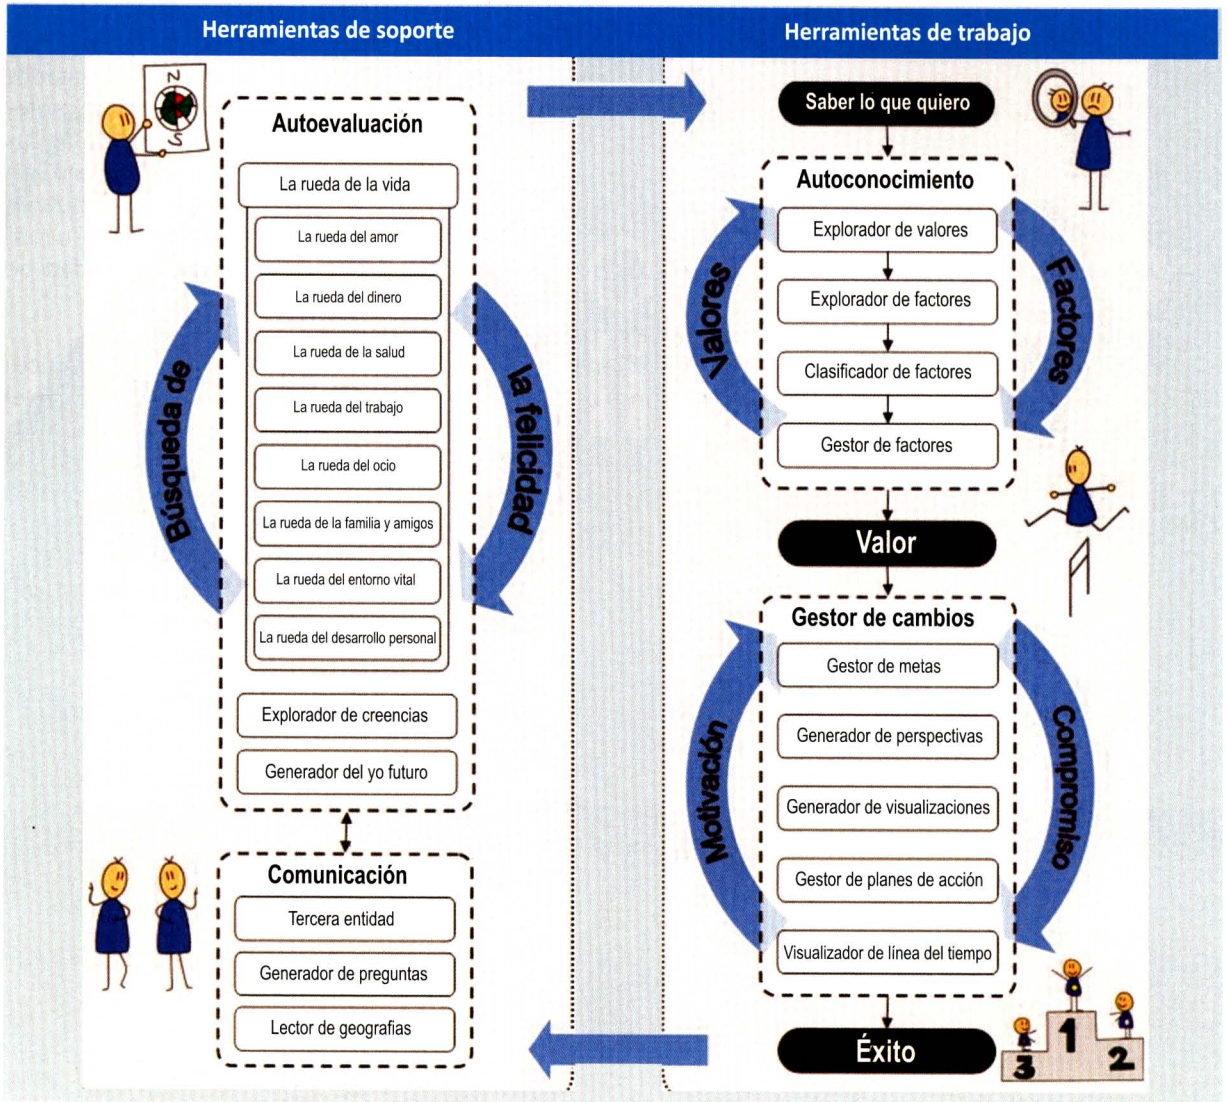 Herramientas de soporte
Herramientas de trabajo
Autoevaluación
La rueda de la vida
La rueda del amor
La rueda del dinero
La rueda de la salud
La rueda del trabajo
La rueda del ocio
La rueda de la familia y amigos
La rueda del entorno vital
La rueda del desarrollo personal
Explorador de creencias
Generador del yo futuro
Búsqueda de
la felicidad
Comunicación
Tercera entidad
Generador de preguntas
Lector de geografias
Saber lo que quiero
Autoconocimiento
Explorador de valores
Explorador de factores
Clasificador de factores
Gestor de factores
Valores
Factores
Valor
Gestor de cambios
Gestor de metas
Generador de perspectivas
Generador de visualizaciones
Gestor de planes de acción
Visualizador de línea del tiempo
Motivación
Compromiso
Éxito
3
1
2
N
S